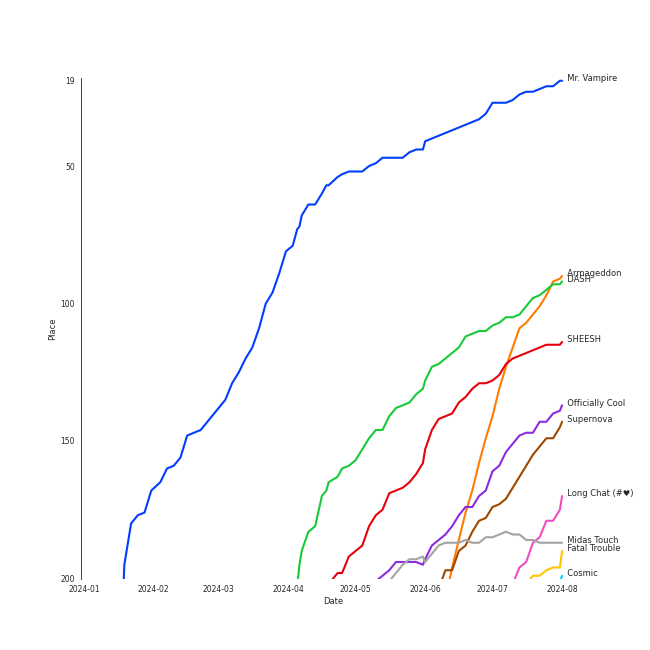 19
Mr. Vampire
50
Armageddon
DASH
100
SHEESH
Officially Cool
Supernova
150
Long Chat (#♥)
Midas Touch
Fatal Trouble
Cosmic
200
2024-01 2024-02 2024-03 2024-04 2024-05 2024-06 2024-07 2024-08
Date
Place